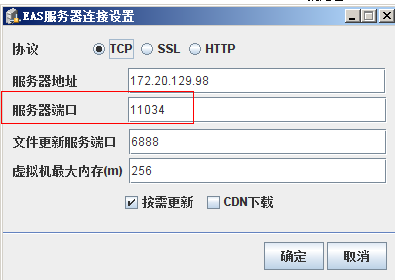 EAS服务器连接设置
协议 TCP SSL HTTP
服务器地址 172.20.129.98
服务器端口 11034
文件更新服务端口 6888
虚拟机最大内存(m) 256
按需更新 CDN下载
确定 取消